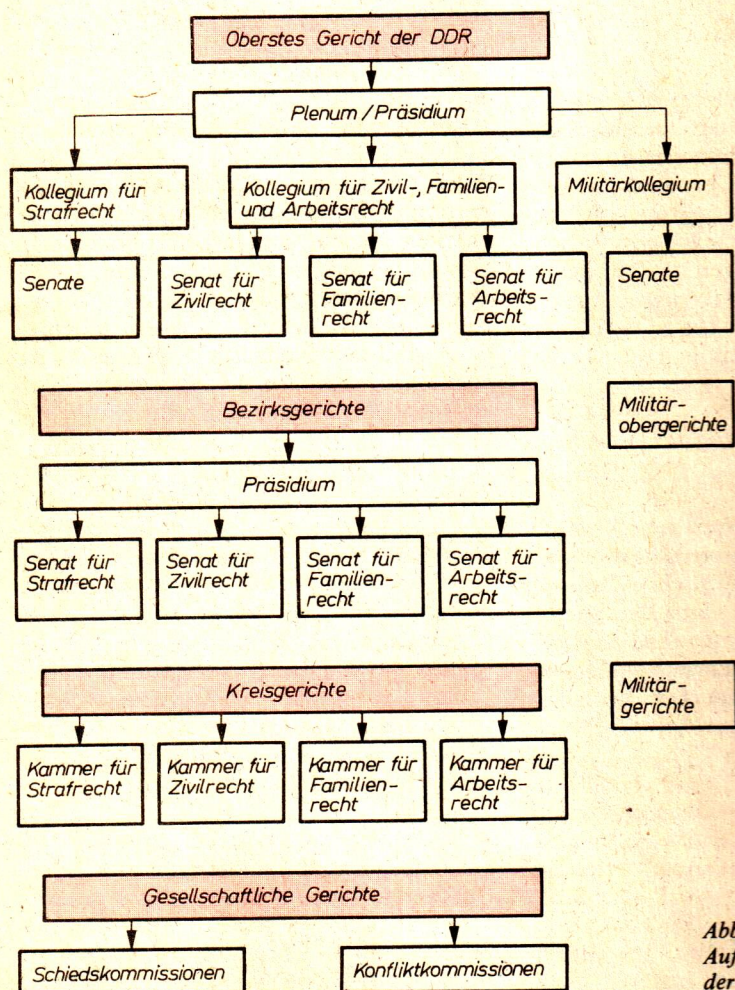 Oberstes Gericht der DDR
Plenum / Präsidium
Kollegium für
Strafrecht
Kollegium für Zivil-, Familien-
und Arbeitsrecht
Militärkollegium
Senate
Senat für
Zivilrecht
Senat für
Familien-
recht
Senat für
Arbeits-
recht
Senate
Bezirksgerichte
Militär-
obergerichte
Präsidium
Senat für
Strafrecht
Senat für
Zivilrecht
Senat für
Familien-
recht
Senat für
Arbeits-
recht
Kreisgerichte
Militär-
gerichte
Kammer für
Strafrecht
Kammer für
Zivilrecht
Kammer für
Familien-
recht
Kammer für
Arbeits-
recht
Gesellschaftliche Gerichte
Schiedskommissionen
Konfliktkommissionen
Abb
Auf
der